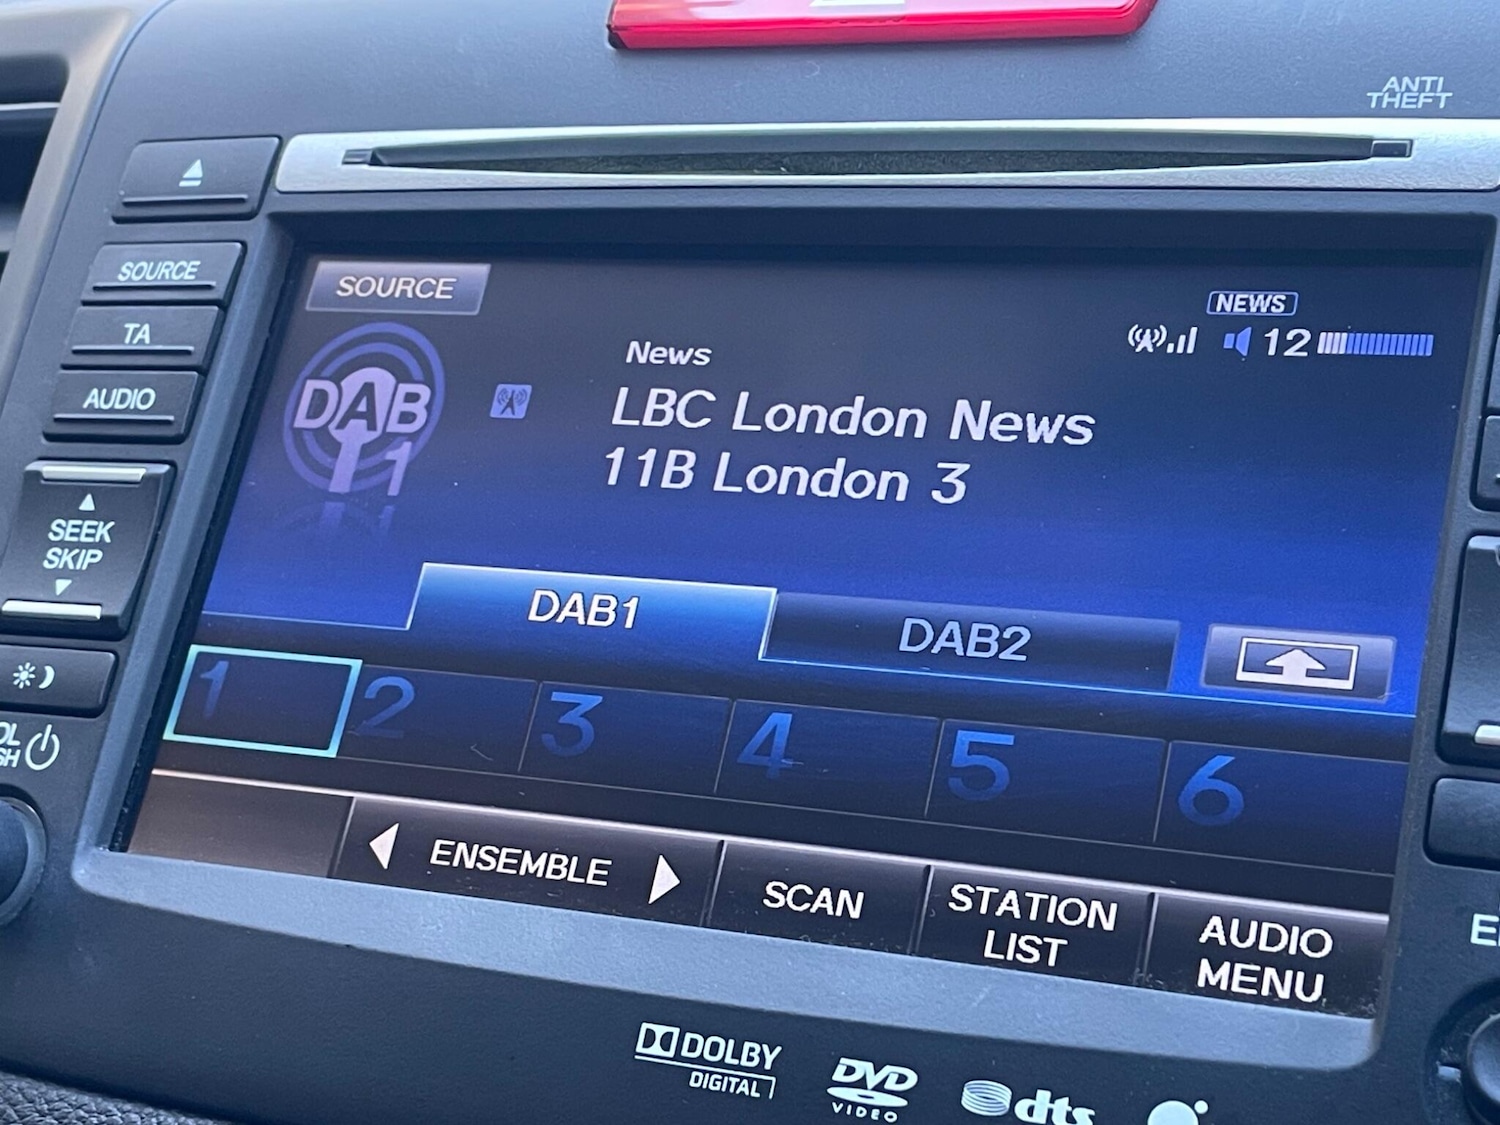 ANTI
THEFT
SOURCE
TA
AUDIO
SEEK
SKIP
SOURCE
NEWS
12
DAB
1
News
LBC London News
11B London 3
DAB1
DAB2
1
2
3
4
5
6
ENSEMBLE
SCAN
STATION
LIST
AUDIO
MENU
DOLBY
DIGITAL
DVD
VIDEO
dts